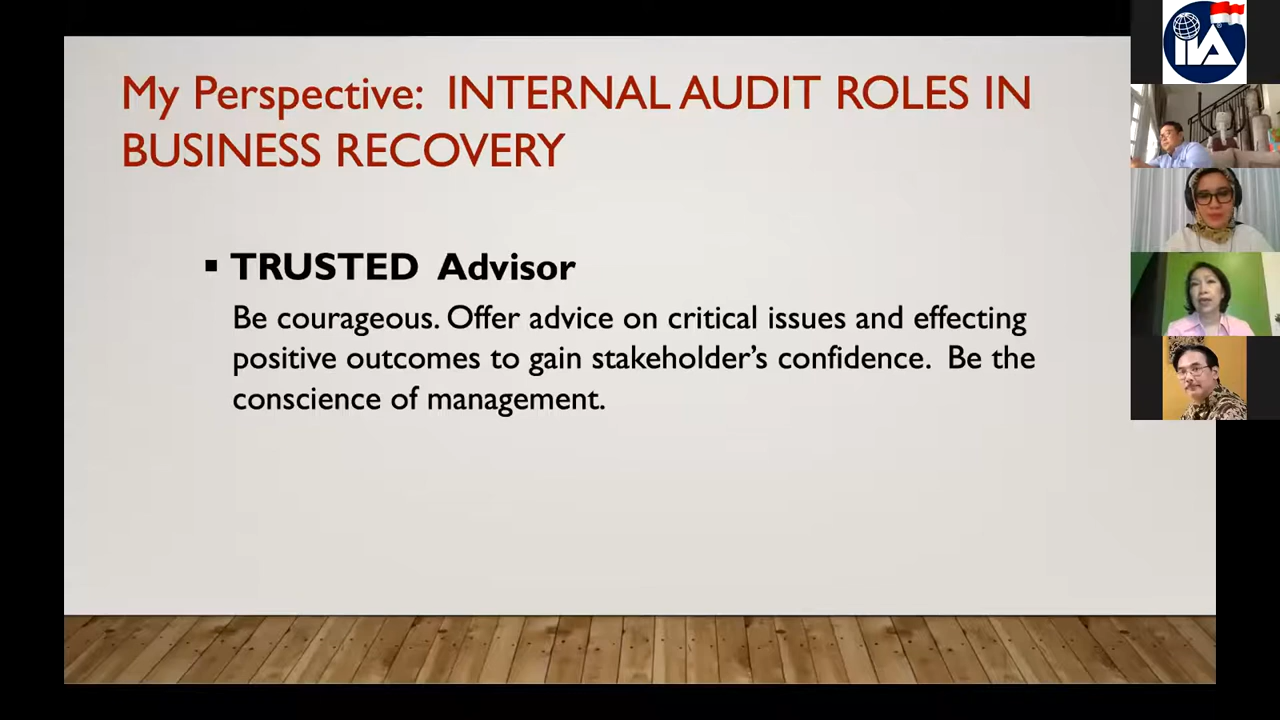 My Perspective: INTERNAL AUDIT ROLES IN
BUSINESS RECOVERY
▪ TRUSTED Advisor
Be courageous. Offer advice on critical issues and effecting
positive outcomes to gain stakeholder’s confidence. Be the
conscience of management.
IIA